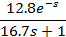 12.8e^{-s}
16.7s + 1